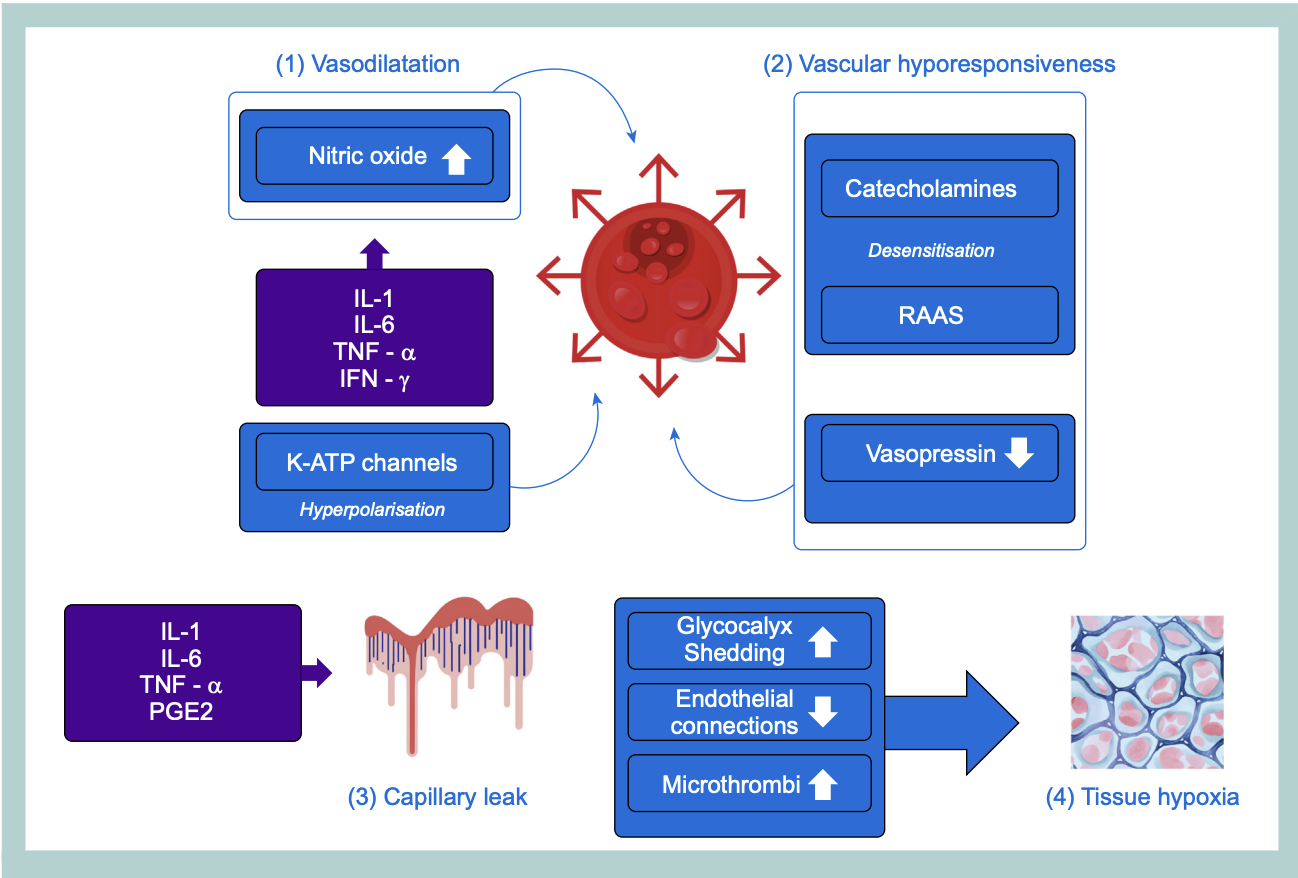 (1) Vasodilatation
Nitric oxide
IL-1
IL-6
TNF - α
IFN - γ
K-ATP channels
Hyperpolarisation
(2) Vascular hyporesponsiveness
Catecholamines
Desensitisation
RAAS
Vasopressin
IL-1
IL-6
TNF - α
PGE2
(3) Capillary leak
Glycocalyx
Shedding
Endothelial
connections
Microthrombi
(4) Tissue hypoxia